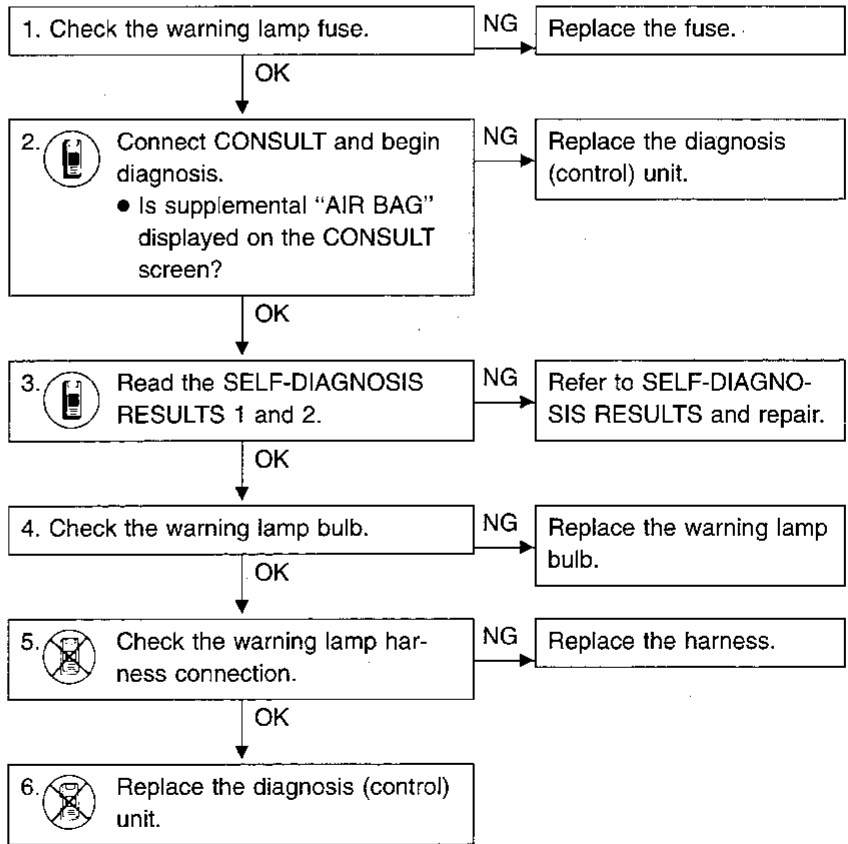 1. Check the warning lamp fuse.
NG
Replace the fuse.
OK
2. Connect CONSULT and begin
diagnosis.
● Is supplemental “AIR BAG”
displayed on the CONSULT
screen?
NG
Replace the diagnosis
(control) unit.
OK
3. Read the SELF-DIAGNOSIS
RESULTS 1 and 2.
NG
Refer to SELF-DIAGNO-
SIS RESULTS and repair.
OK
4. Check the warning lamp bulb.
NG
Replace the warning lamp
bulb.
OK
5. Check the warning lamp har-
ness connection.
NG
Replace the harness.
OK
6. Replace the diagnosis (control)
unit.